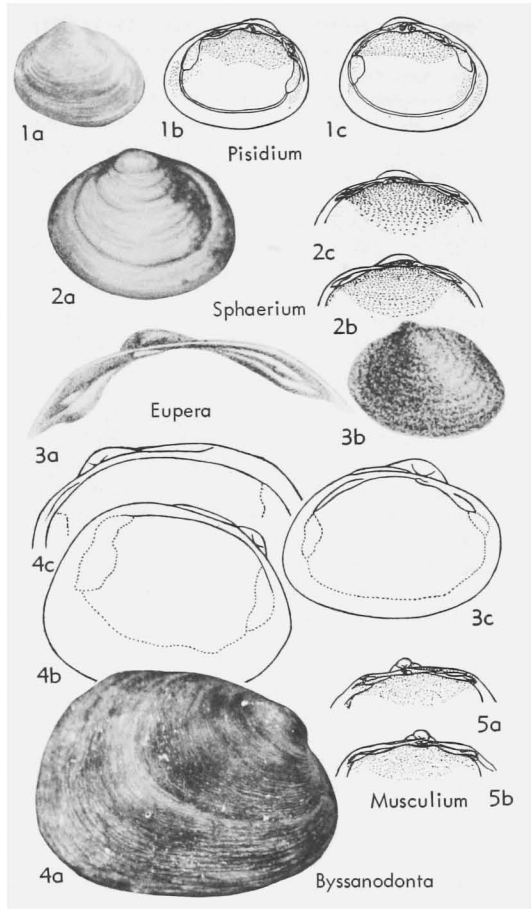 1a
1b
1c
Pisidium
2a
2c
Sphaerium
2b
Eupera
3b
3a
4c
3c
4b
5a
Musculium
5b
4a
Byssanodonta